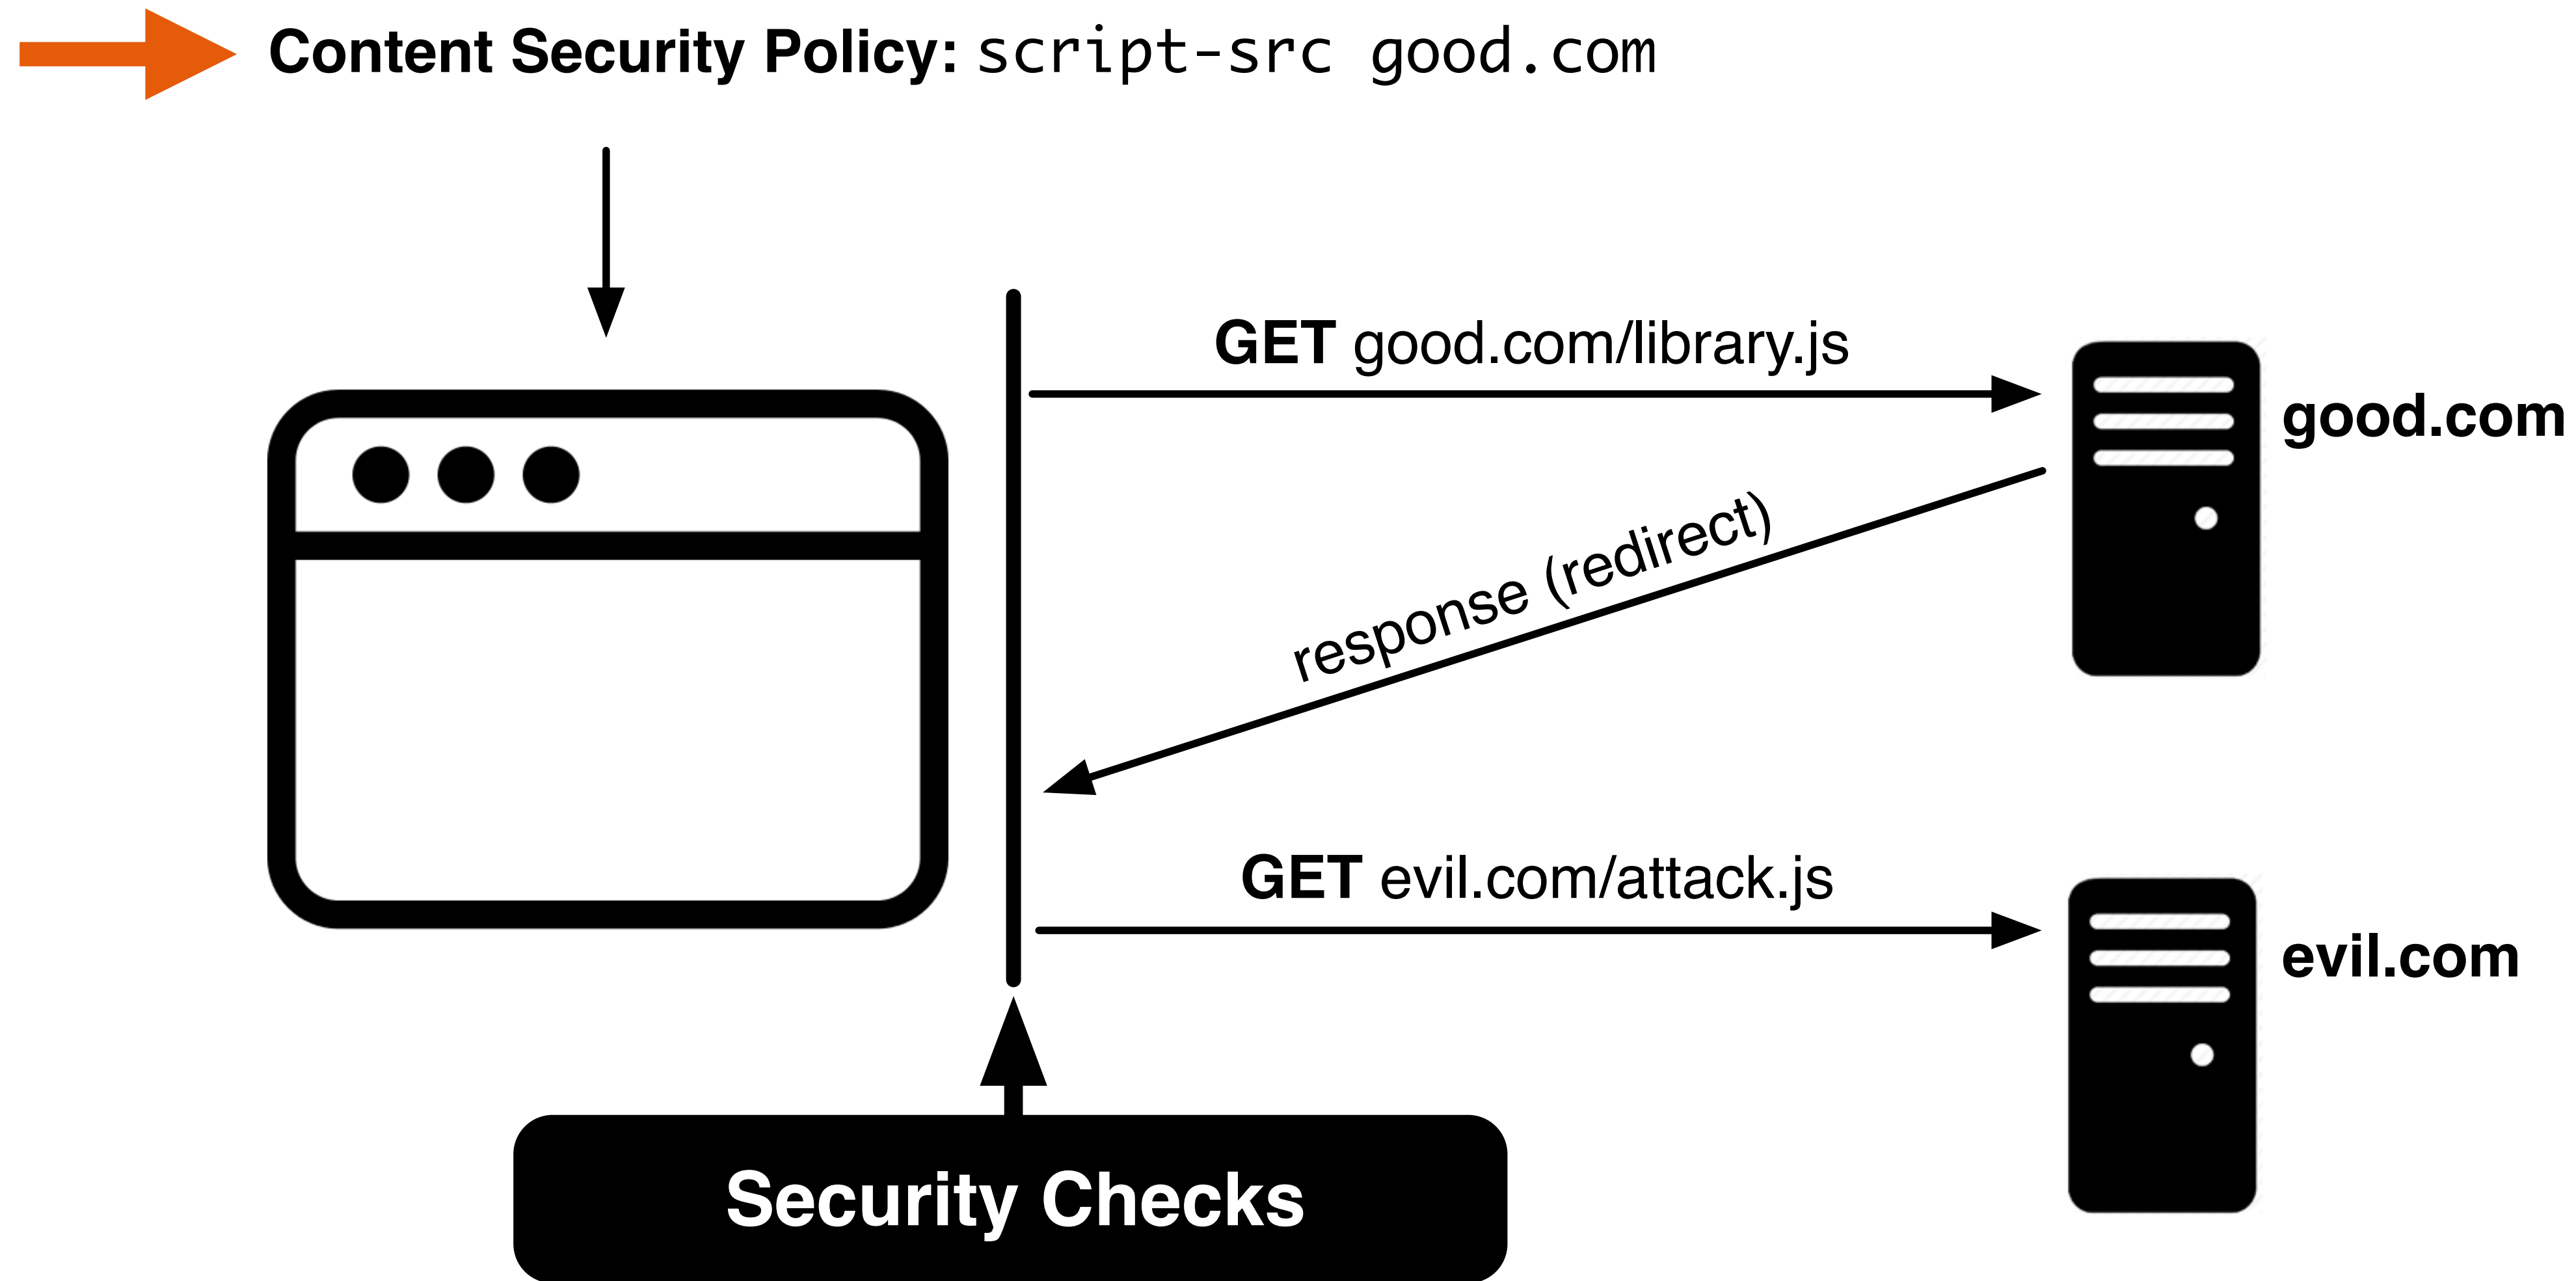 Content Security Policy: script-src good.com
GET good.com/library.js
good.com
response (redirect)
GET evil.com/attack.js
evil.com
Security Checks